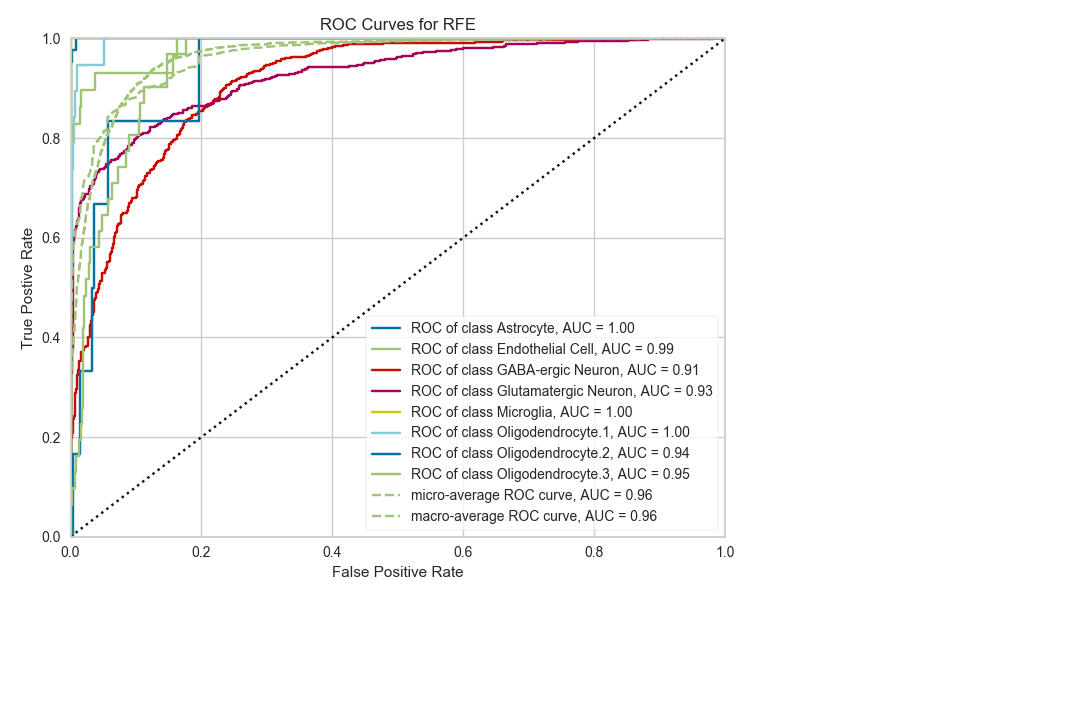 ROC Curves for RFE
1.0
0.8
0.6
0.4
0.2
0.0
True Postive Rate
ROC of class Astrocyte, AUC = 1.00
ROC of class Endothelial Cell, AUC = 0.99
ROC of class GABA-ergic Neuron, AUC = 0.91
ROC of class Glutamatergic Neuron, AUC = 0.93
ROC of class Microglia, AUC = 1.00
ROC of class Oligodendrocyte.1, AUC = 1.00
ROC of class Oligodendrocyte.2, AUC = 0.94
ROC of class Oligodendrocyte.3, AUC = 0.95
micro-average ROC curve, AUC = 0.96
macro-average ROC curve, AUC = 0.96
0.0 0.2 0.4 0.6 0.8 1.0
False Positive Rate